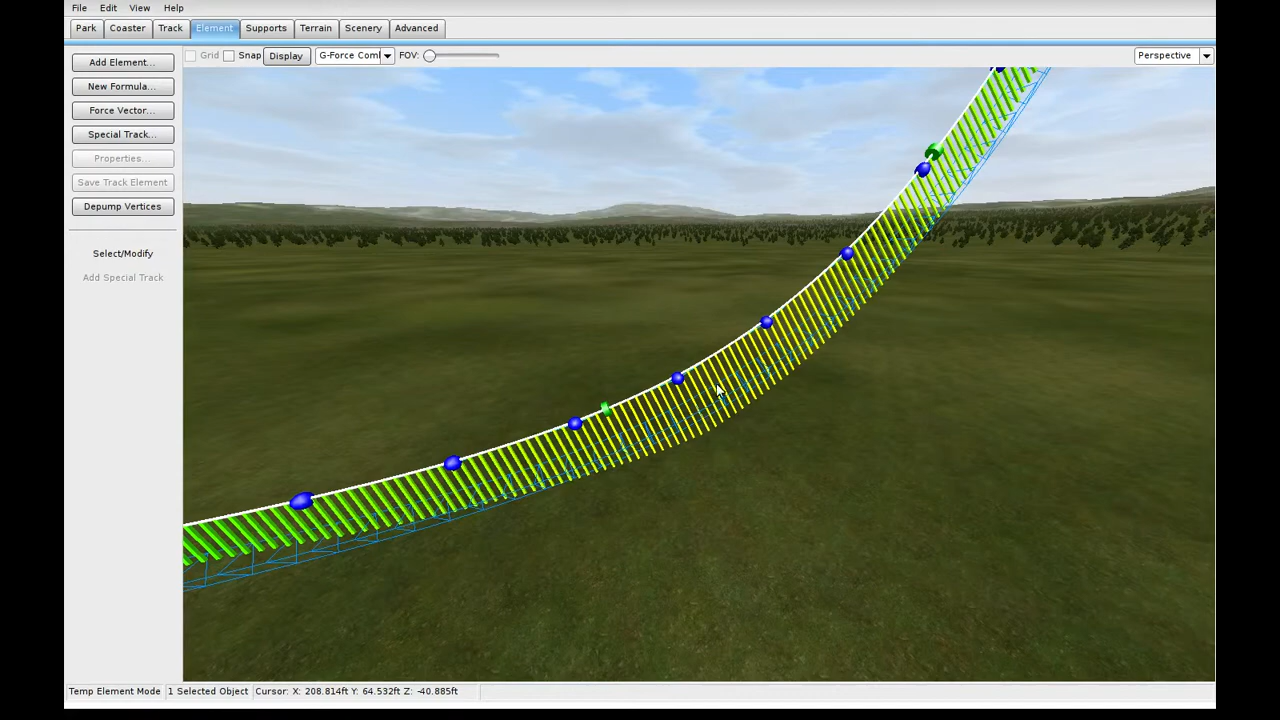 File Edit View Help
Park Coaster Track Element Supports Terrain Scenery Advanced
Grid Snap Display G-Force Coml FOV: Perspective
Add Element...
New Formula...
Force Vector...
Special Track...
Properties...
Save Track Element
Depump Vertices
Select/Modify
Add Special Track
Temp Element Mode 1 Selected Object Cursor: X: 208.814ft Y: 64.532ft Z: -40.885ft